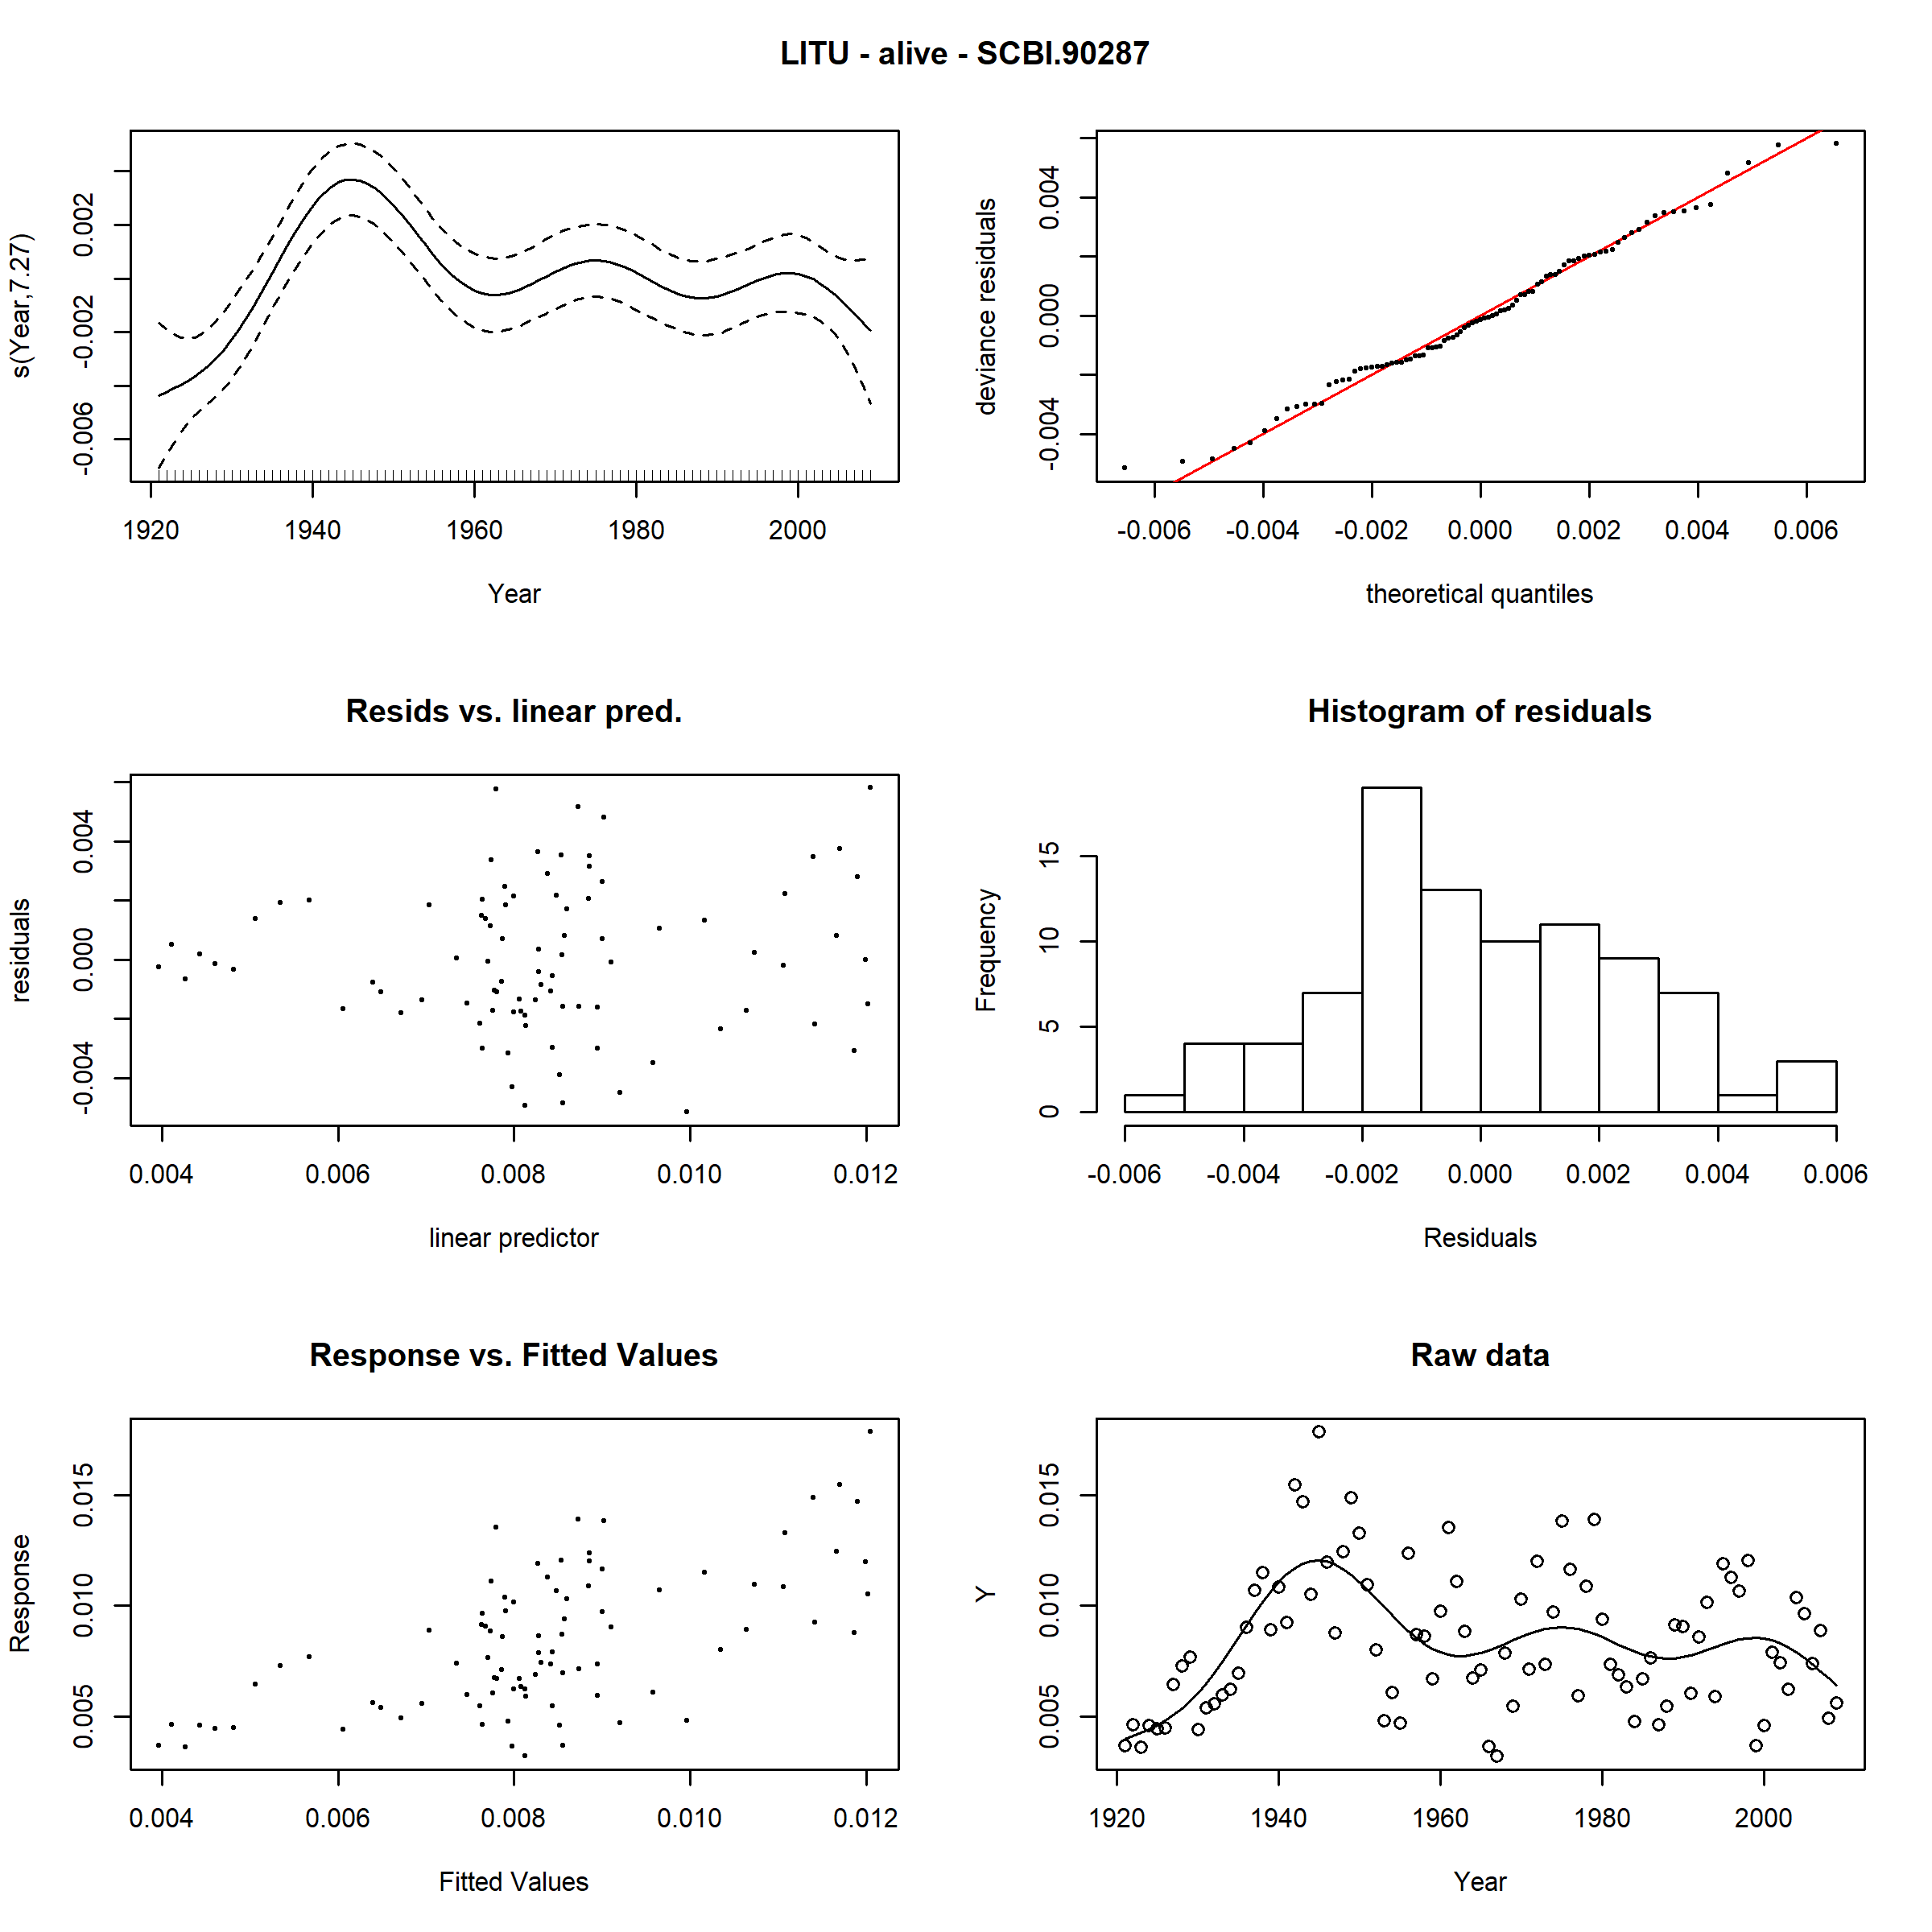 LITU - alive - SCBI.90287
s(Year,7.27)
-0.006 -0.002 0.002
1920 1940 1960 1980 2000
Year
deviance residuals
-0.004 0.000 0.004
-0.006 -0.004 -0.002 0.000 0.002 0.004 0.006
theoretical quantiles
Resids vs. linear pred.
residuals
-0.004 0.000 0.004
0.004 0.006 0.008 0.010 0.012
linear predictor
Histogram of residuals
Frequency
0 5 10 15
-0.006 -0.004 -0.002 0.000 0.002 0.004 0.006
Residuals
Response vs. Fitted Values
Response
0.005 0.010 0.015
0.004 0.006 0.008 0.010 0.012
Fitted Values
Raw data
Y
0.005 0.010 0.015
1920 1940 1960 1980 2000
Year